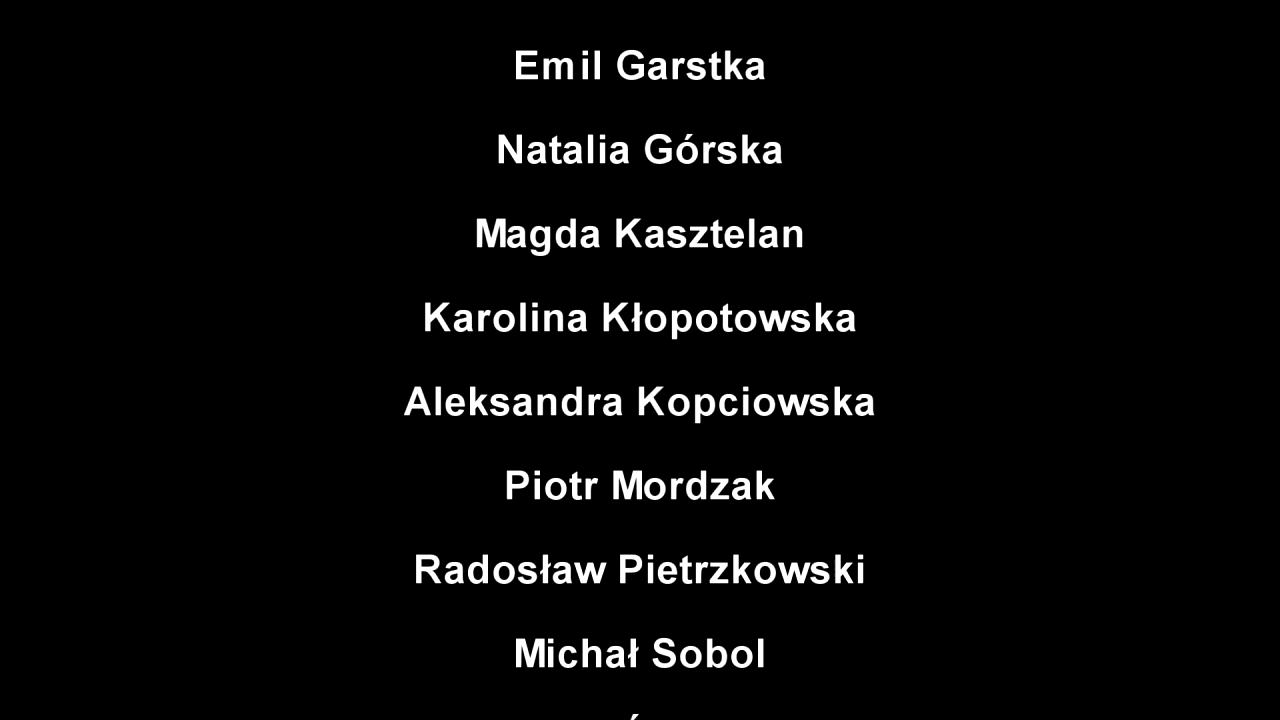 Emil Garstka
Natalia Górska
Magda Kasztelan
Karolina Kłopotowska
Aleksandra Kopciowska
Piotr Mordzak
Radosław Pietrzkowski
Michał Sobol